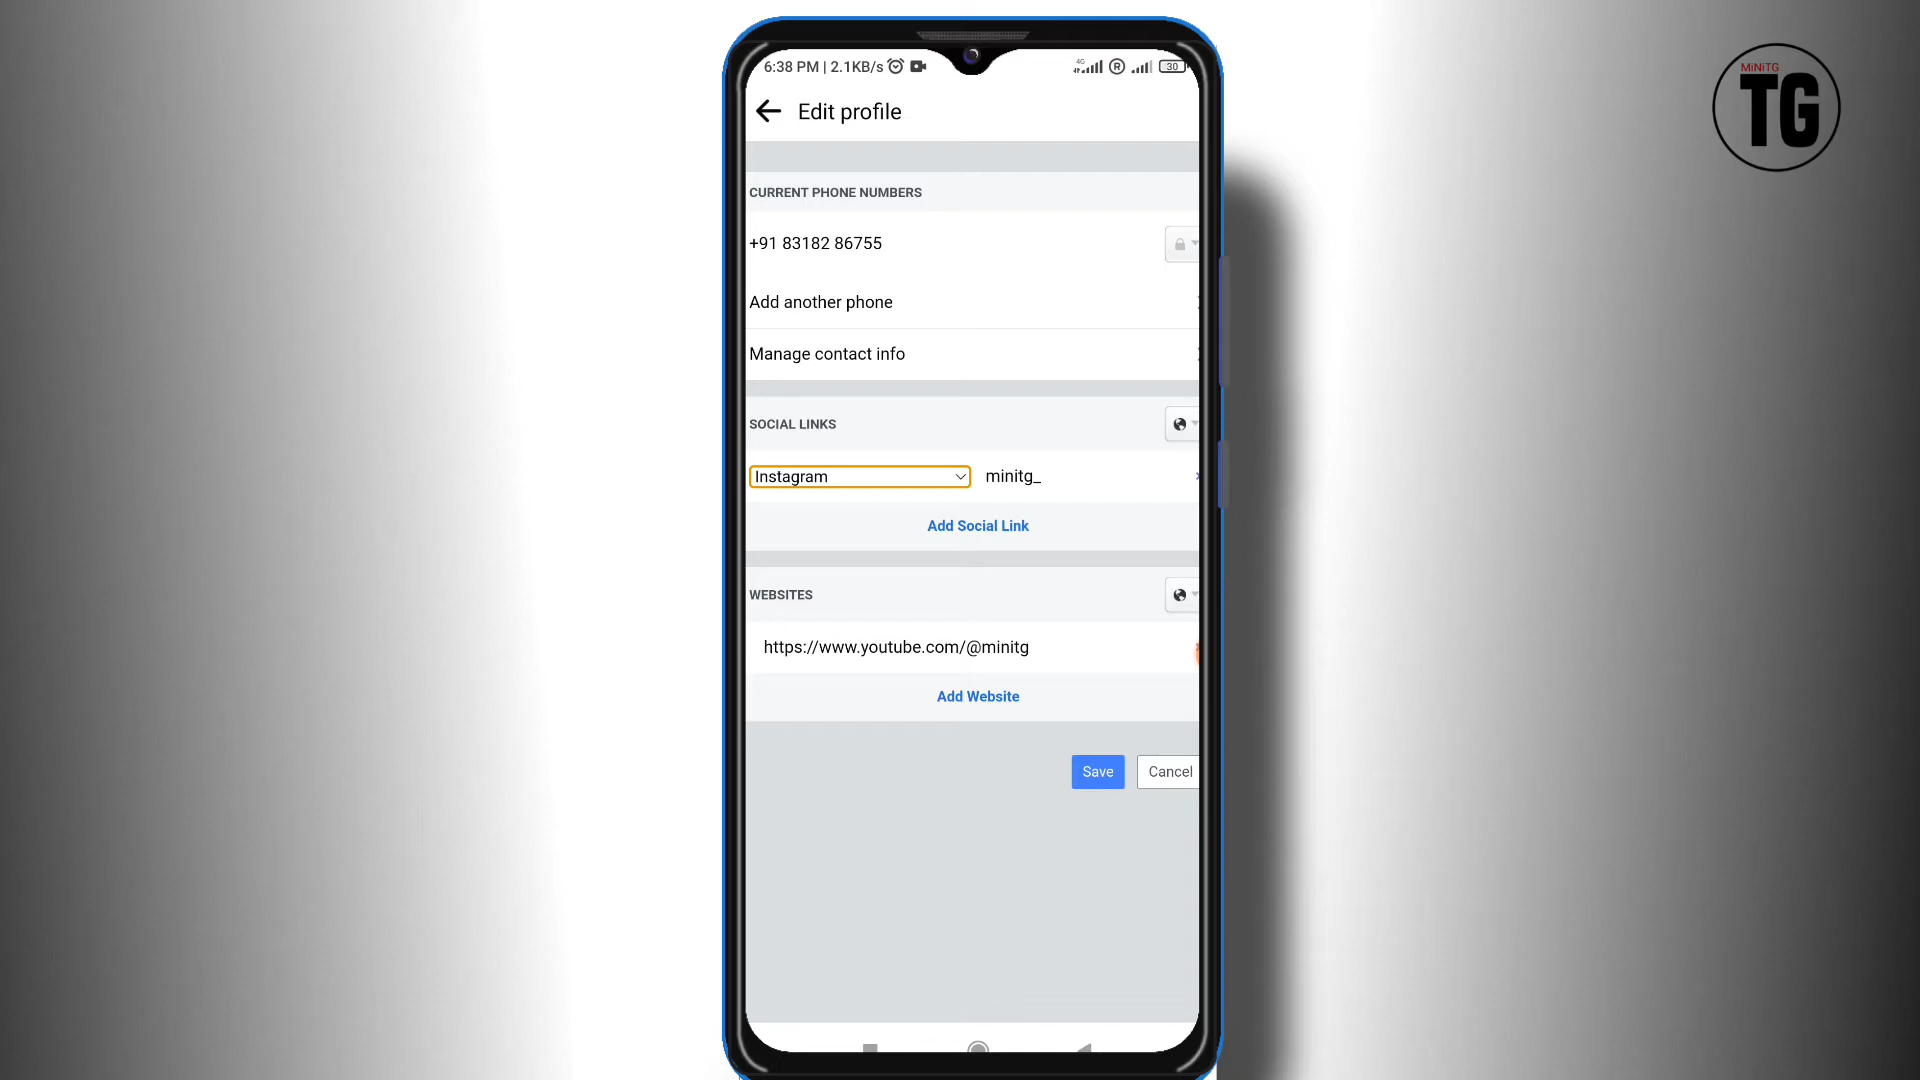 6:38 PM | 2.1KB/s
4G
R
30
MiNiTG
TG
Edit profile
CURRENT PHONE NUMBERS
+91 83182 86755
Add another phone
Manage contact info
SOCIAL LINKS
Instagram
minitg_
Add Social Link
WEBSITES
https://www.youtube.com/@minitg
Add Website
Save
Cancel